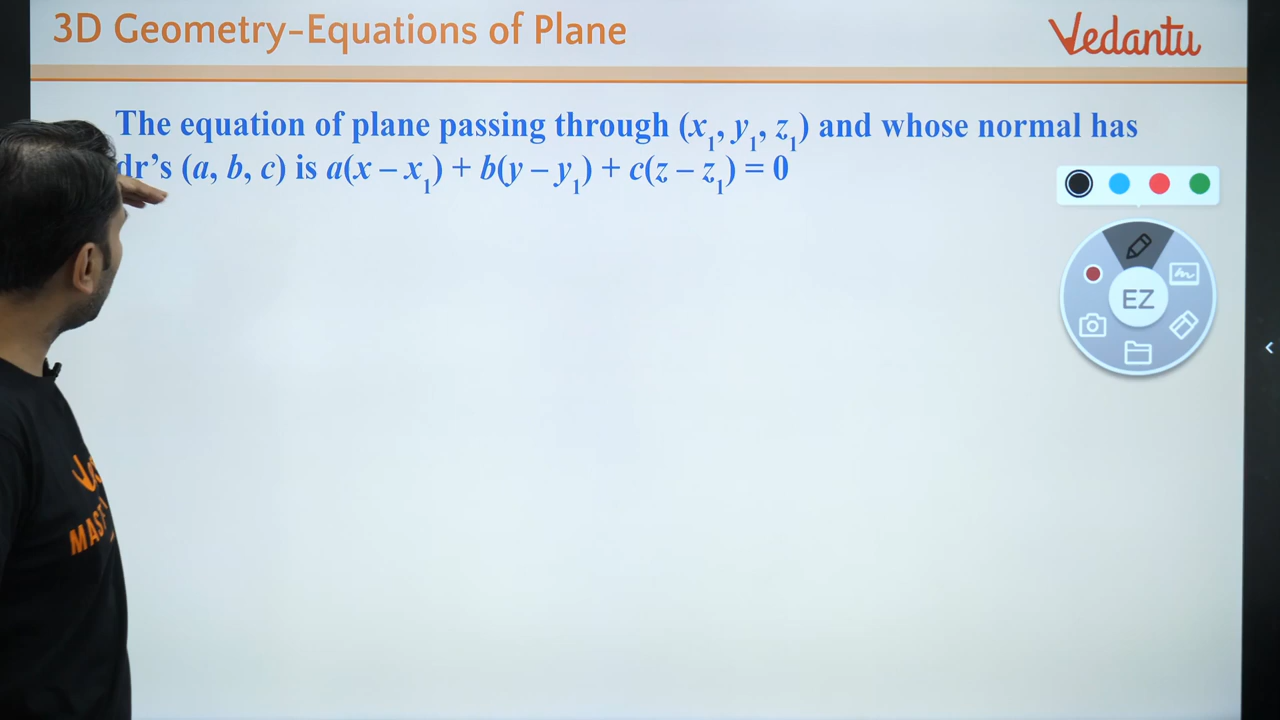 3D Geometry-Equations of Plane
Vedantu
The equation of plane passing through (x₁, y₁, z₁) and whose normal has
dr's (a, b, c) is a(x – x₁) + b(y – y₁) + c(z – z₁) = 0
EZ